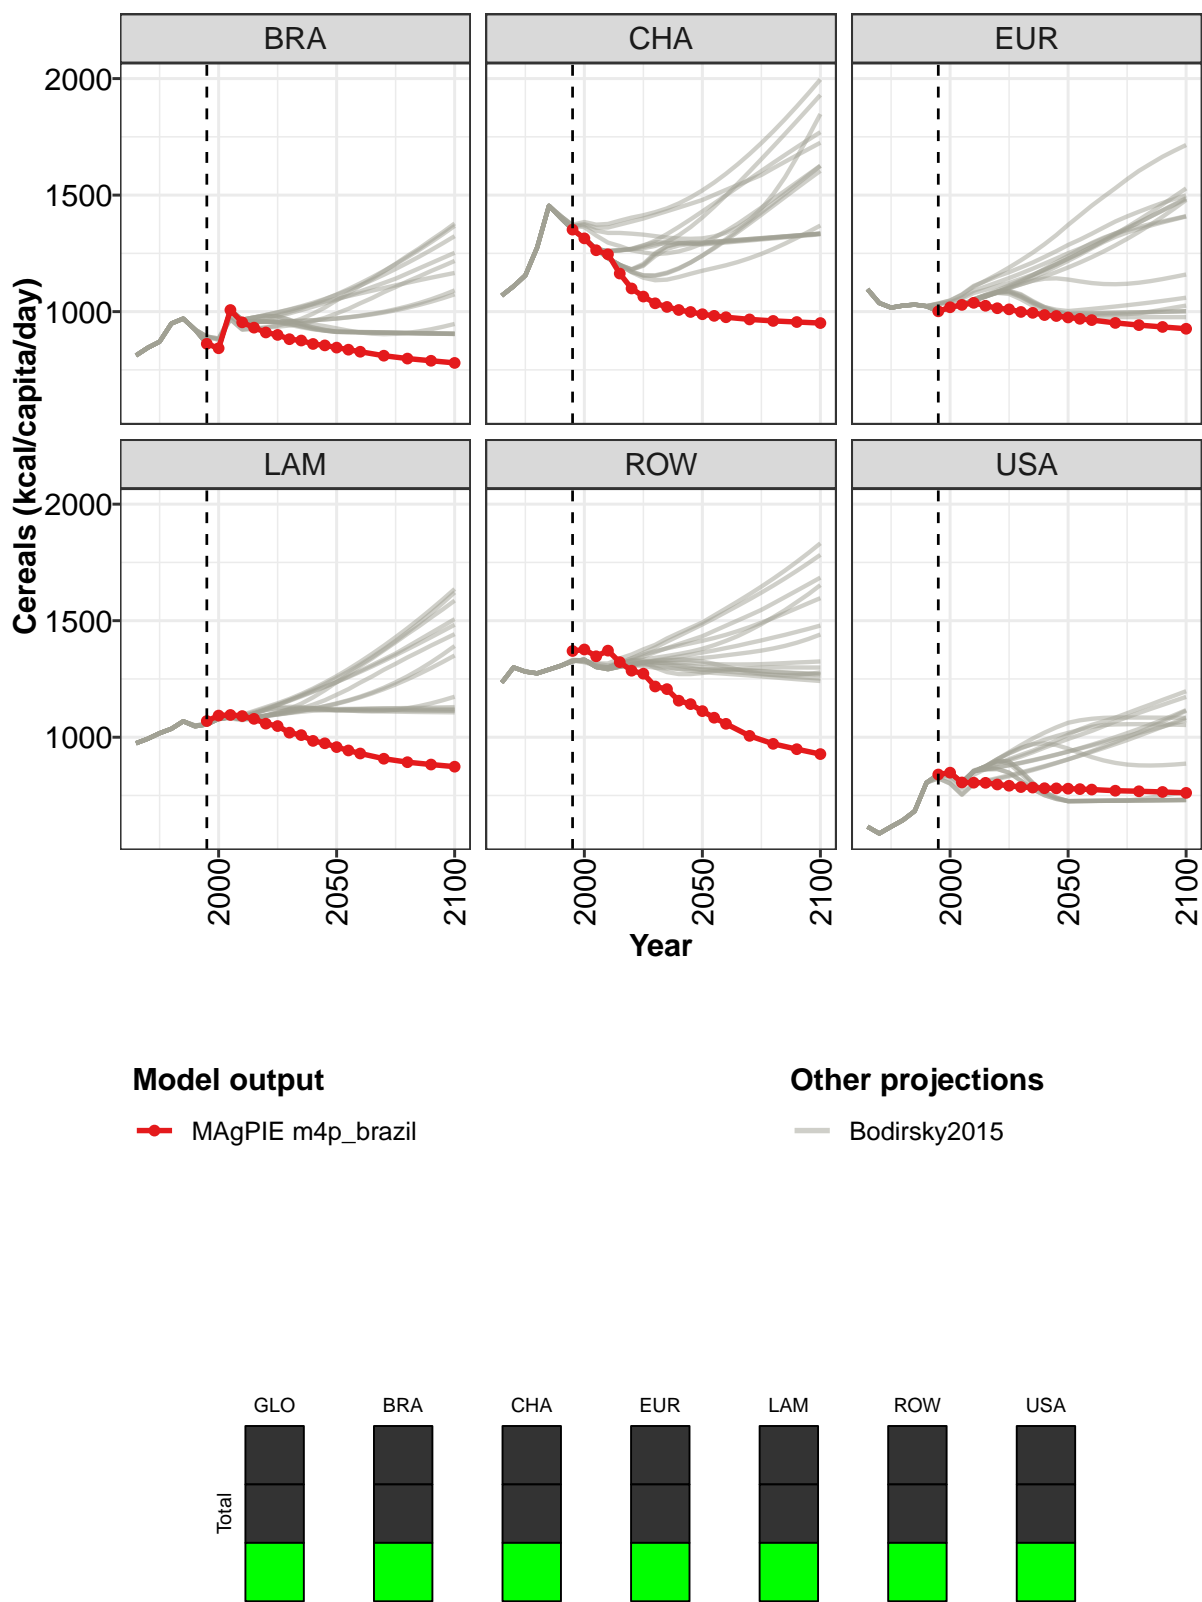 BRA
CHA
EUR
2000
1500
1000
LAM
ROW
USA
2000
1500
1000
Cereals (kcal/capita/day)
2000
2050
2100
2000
2050
2100
2000
2050
2100
Year
Model output
Other projections
MAgPIE m4p_brazil
Bodirsky2015
GLO
BRA
CHA
EUR
LAM
ROW
USA
Total